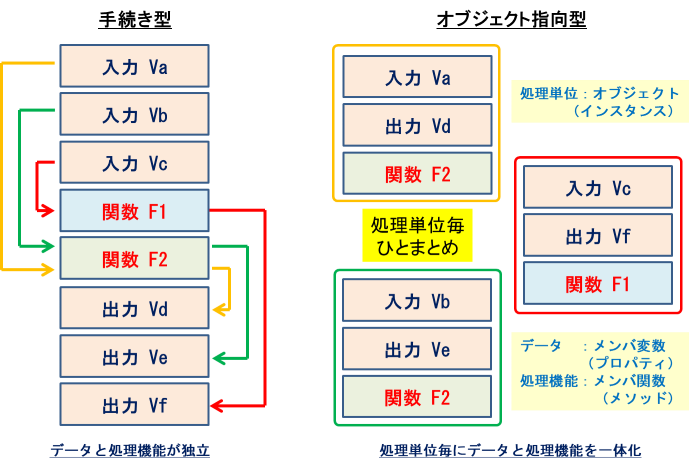 手続き型
入力 Va
入力 Vb
入力 Vc
関数 F1
関数 F2
出力 Vd
出力 Ve
出力 Vf
データと処理機能が独立
オブジェクト指向型
入力 Va
出力 Vd
関数 F2
処理単位：オブジェクト
（インスタンス）
入力 Vc
出力 Vf
関数 F1
処理単位毎
ひとまとめ
入力 Vb
出力 Ve
関数 F2
データ　：メンバ変数
（プロパティ）
処理機能：メンバ関数
（メソッド）
処理単位毎にデータと処理機能を一体化